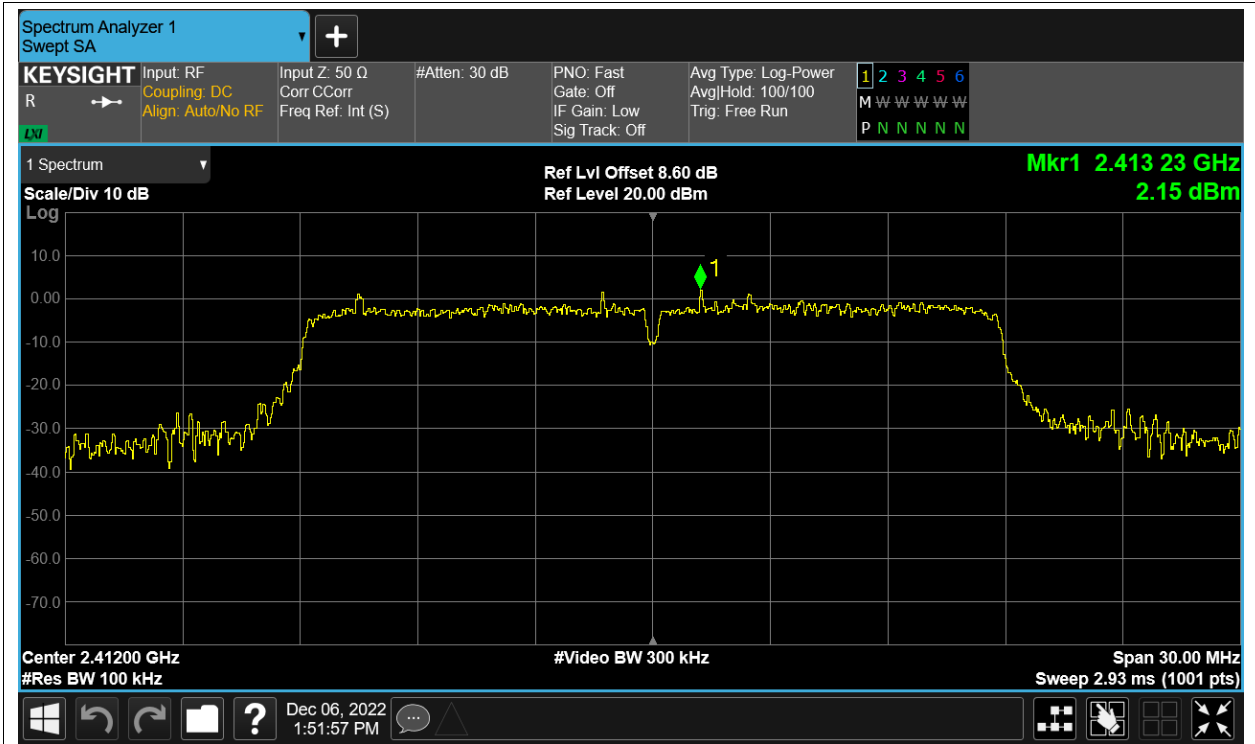 Spectrum Analyzer 1
Swept SA
KEYSIGHT
R
LXI
Input: RF
Coupling: DC
Align: Auto/No RF
Input Z: 50 Ω
Corr CCorr
Freq Ref: Int (S)
#Atten: 30 dB
PNO: Fast
Gate: Off
IF Gain: Low
Sig Track: Off
Avg Type: Log-Power
Avg|Hold: 100/100
Trig: Free Run
1 2 3 4 5 6
M W W W W W
P N N N N N
1 Spectrum
Scale/Div 10 dB
Log
Ref Lvl Offset 8.60 dB
Ref Level 20.00 dBm
Mkr1 2.413 23 GHz
2.15 dBm
10.0
0.00
-10.0
-20.0
-30.0
-40.0
-50.0
-60.0
-70.0
1
Center 2.41200 GHz
#Res BW 100 kHz
#Video BW 300 kHz
Span 30.00 MHz
Sweep 2.93 ms (1001 pts)
?
Dec 06, 2022
1:51:57 PM